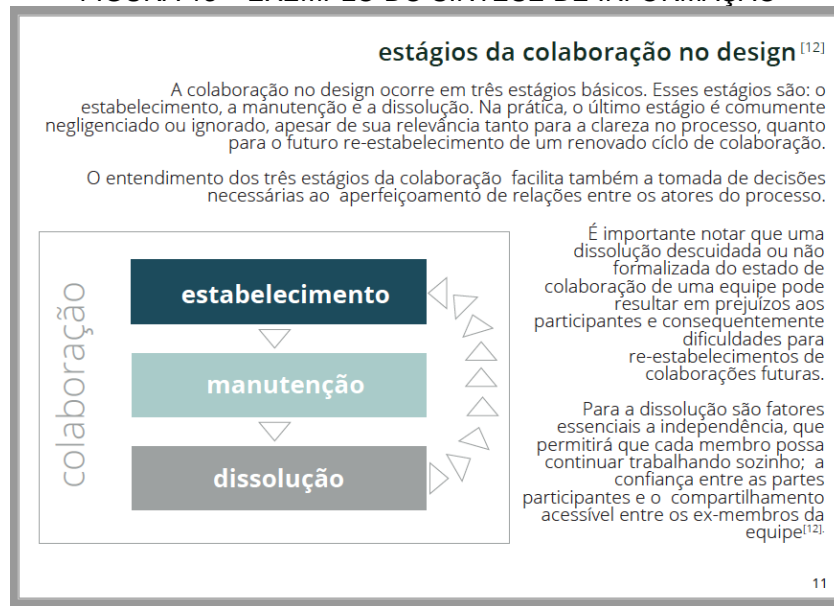 estágios da colaboração no design [12]
A colaboração no design ocorre em três estágios básicos. Esses estágios são: o
estabelecimento, a manutenção e a dissolução. Na prática, o último estágio é comumente
negligenciado ou ignorado, apesar de sua relevância tanto para a clareza no processo, quanto
para o futuro re-estabelecimento de um renovado cíclo de colaboração.
O entendimento dos três estágios da colaboração facilita também a tomada de decisões
necessárias ao aperfeiçoamento de relações entre os atores do processo.
colaboração
estabelecimento
manutenção
dissolução
É importante notar que uma
dissolução descuidada ou não
formalizada do estado de
colaboração de uma equipe pode
resultar em prejuízos aos
participantes e consequentemente
dificuldades para
re-estabelecimentos de
colaborações futuras.
Para a dissolução são fatores
essenciais a independência, que
permitirá que cada membro possa
continuar trabalhando sozinho; a
confiança entre as partes
participantes e o compartilhamento
acessível entre os ex-membros da
equipe[12].
11